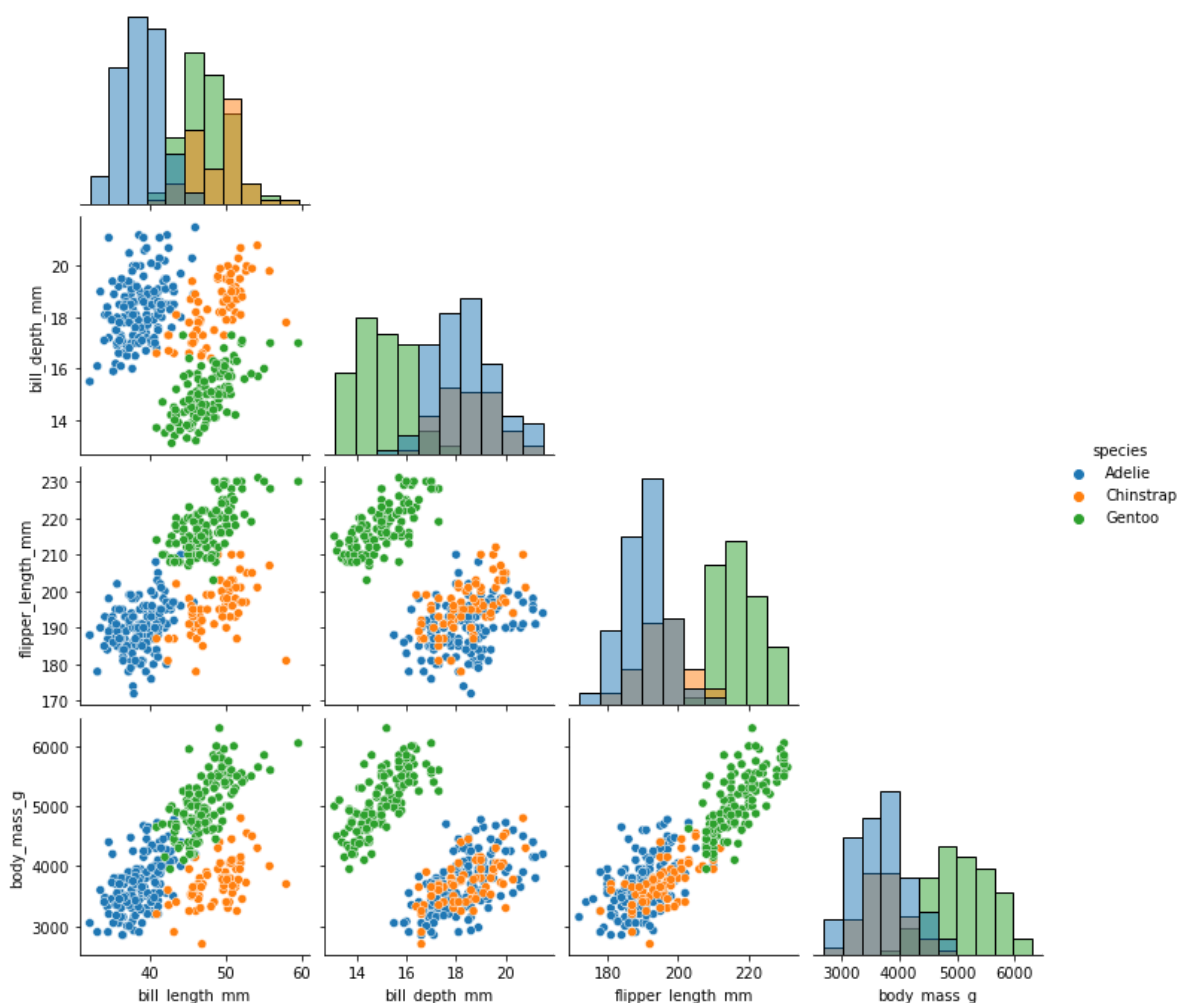 bill_depth_mm
20
18
16
14
flipper_length_mm
230
220
210
200
190
180
170
species
Adelie
Chinstrap
Gentoo
body_mass_g
6000
5000
4000
3000
40 50 60
bill_length_mm
14 16 18 20
bill_depth_mm
180 200 220
flipper_length_mm
3000 4000 5000 6000
body_mass_g